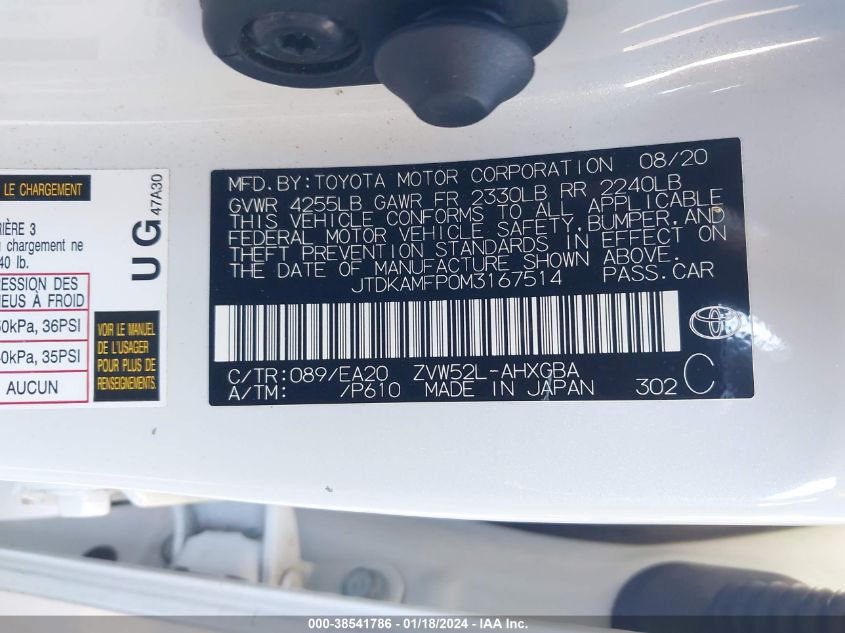 LE CHARGEMENT
47A30
UG
IÈRE 3
chargement ne
40 lb.
ESSION DES
NEUS À FROID
50kPa, 36PSI
40kPa, 35PSI
AUCUN
VOIR LE MANUEL
DE L'USAGER
POUR PLUS DE
RENSEIGNEMENTS.
MFD. BY: TOYOTA MOTOR CORPORATION 08/20
GVWR 4255LB GAWR FR 2330LB RR 2240LB
THIS VEHICLE CONFORMS TO ALL APPLICABLE
FEDERAL MOTOR VEHICLE SAFETY, BUMPER, AND
THEFT PREVENTION STANDARDS IN EFFECT ON
THE DATE OF MANUFACTURE SHOWN ABOVE.
JTDKAMFP0M3167514 PASS. CAR
C/TR: 089/EA20 ZVW52L-AHXGBA
A/TM: /P610 MADE IN JAPAN 302 C
000-38541786 - 01/18/2024 - IAA Inc.